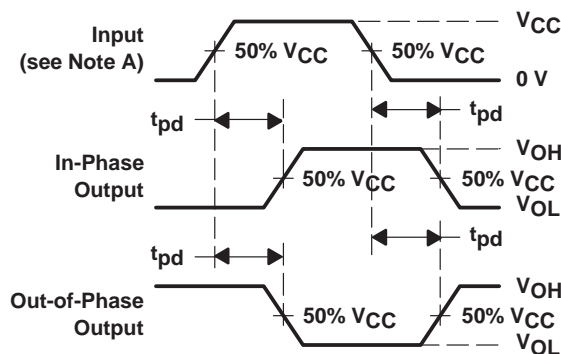 VCC
Input
(see Note A)
50% VCC
50% VCC
0 V
tpd
tpd
VOH
In-Phase
Output
50% VCC
50% VCC
VOL
tpd
tpd
VOH
Out-of-Phase
Output
50% VCC
50% VCC
VOL